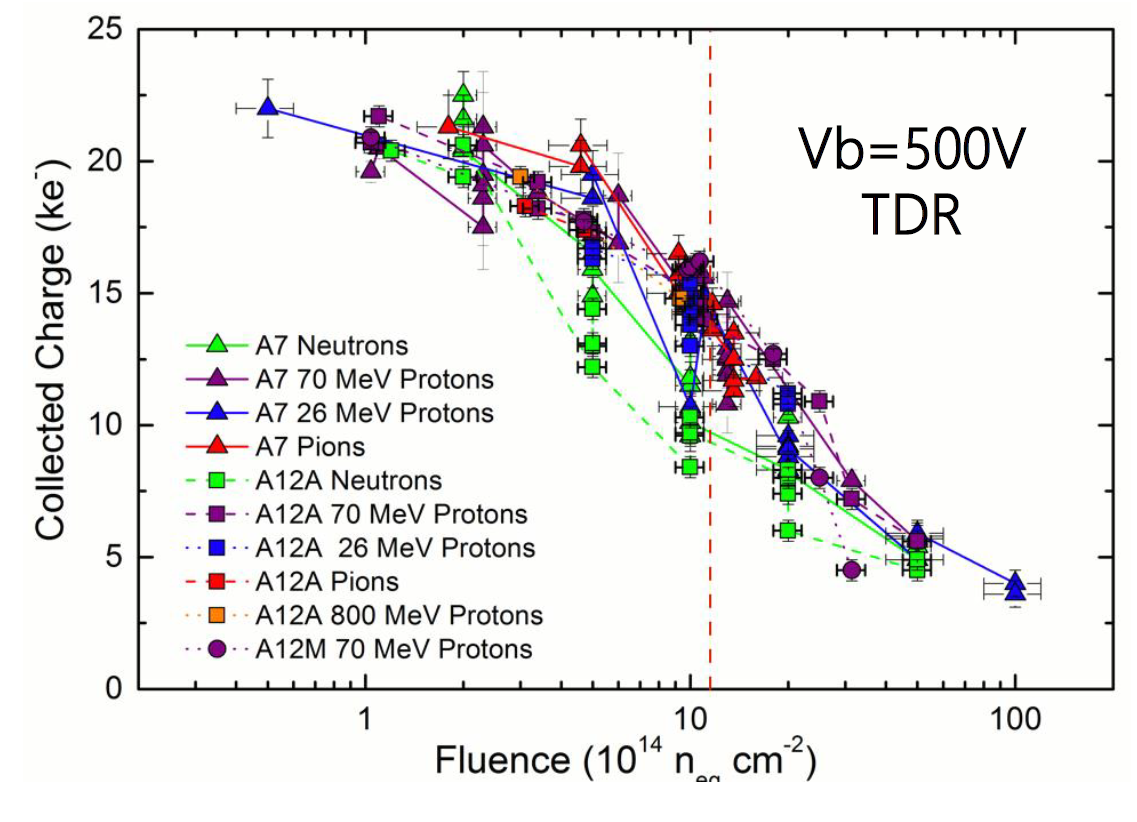 25
20
15
10
5
0
Collected Charge (ke⁻)
Vb=500V
TDR
A7 Neutrons
A7 70 MeV Protons
A7 26 MeV Protons
A7 Pions
A12A Neutrons
A12A 70 MeV Protons
A12A 26 MeV Protons
A12A Pions
A12A 800 MeV Protons
A12M 70 MeV Protons
1
10
100
Fluence (10¹⁴ n_eq cm⁻²)